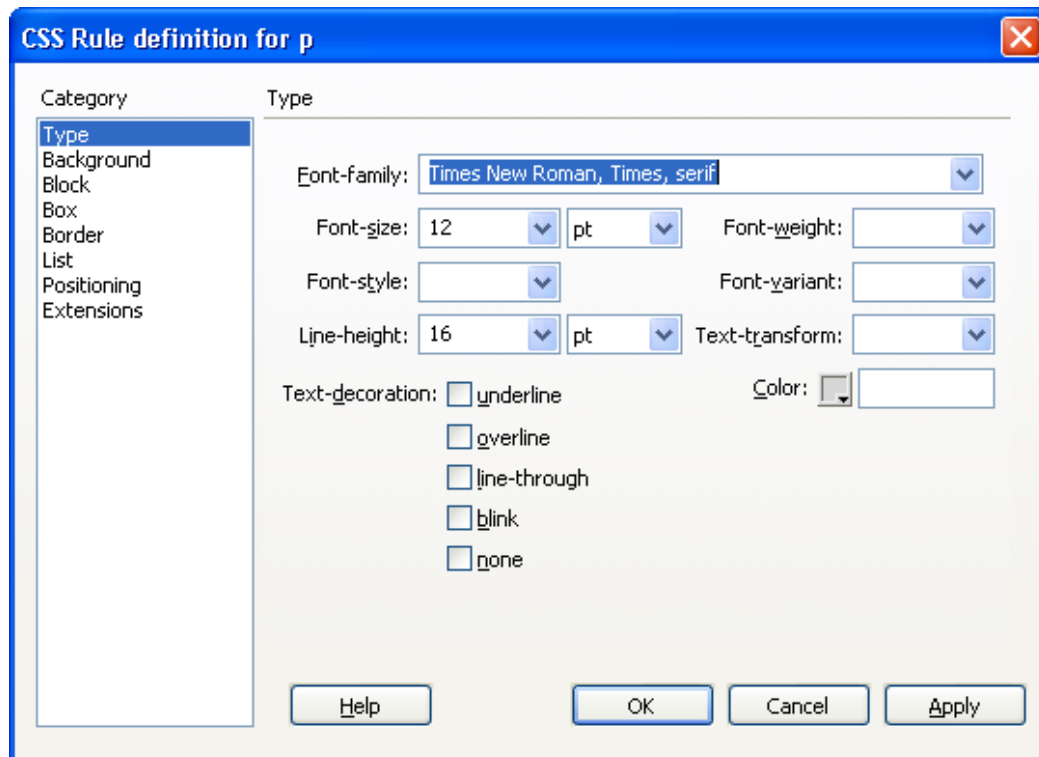 CSS Rule definition for p
Category
Type
Type
Background
Block
Box
Border
List
Positioning
Extensions
Font-family: Times New Roman, Times, serif
Font-size: 12 pt Font-weight:
Font-style: Font-variant:
Line-height: 16 pt Text-transform:
Text-decoration: underline Color:
overline
line-through
blink
none
Help OK Cancel Apply